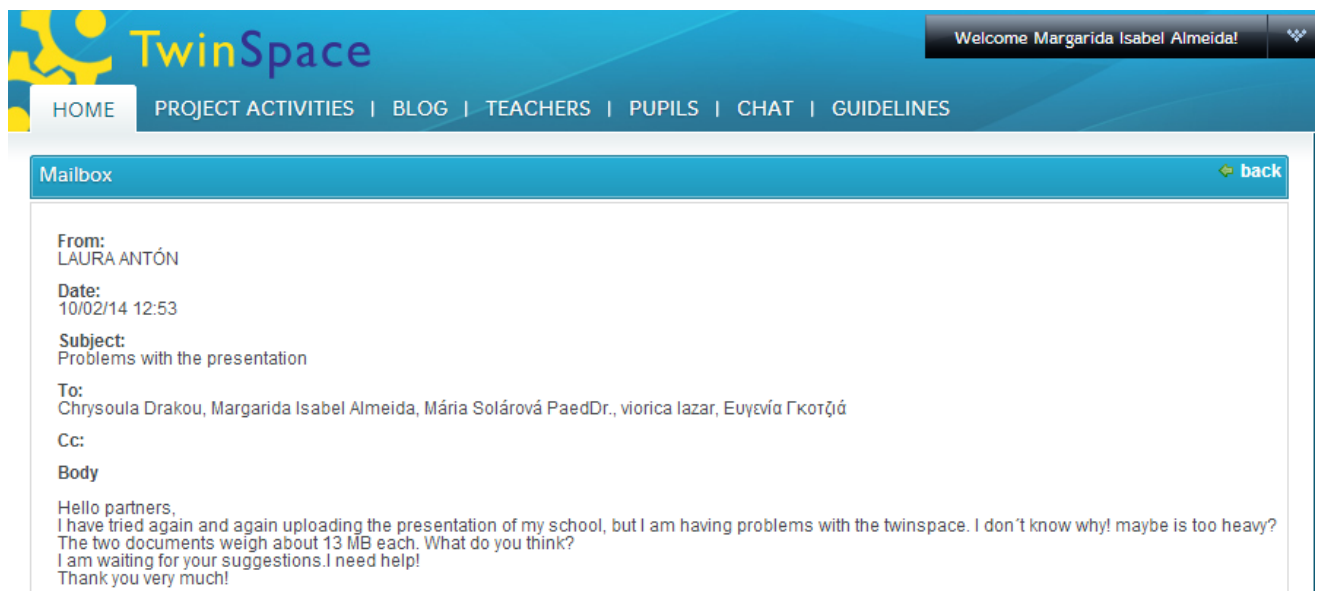 TwinSpace
Welcome Margarida Isabel Almeida!
HOME PROJECT ACTIVITIES | BLOG | TEACHERS | PUPILS | CHAT | GUIDELINES
Mailbox
back
From:
LAURA ANTÓN
Date:
10/02/14 12:53
Subject:
Problems with the presentation
To:
Chrysoula Drakou, Margarida Isabel Almeida, Mária Solárová PaedDr., viorica lazar, Ευγενία Γκοτζιά
Cc:
Body
Hello partners,
I have tried again and again uploading the presentation of my school, but I am having problems with the twinspace. I don´t know why! maybe is too heavy?
The two documents weigh about 13 MB each. What do you think?
I am waiting for your suggestions.I need help!
Thank you very much!